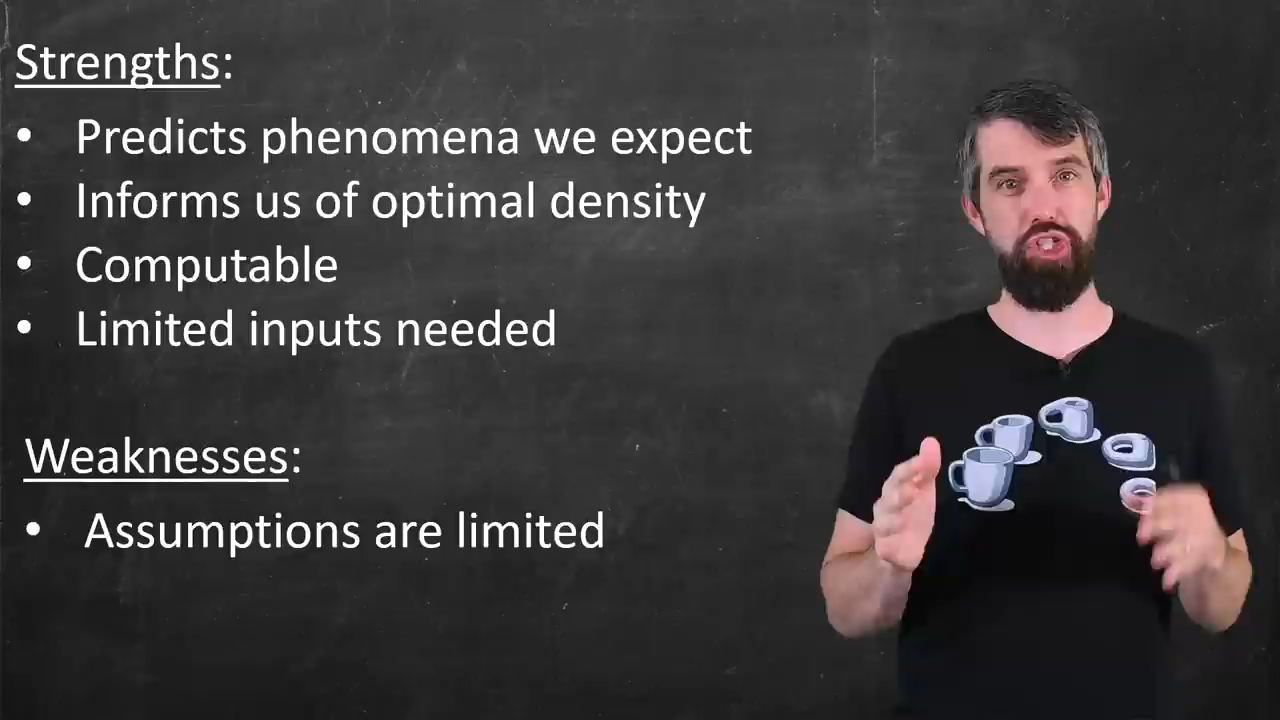 Strengths:
• Predicts phenomena we expect
• Informs us of optimal density
• Computable
• Limited inputs needed
Weaknesses:
• Assumptions are limited